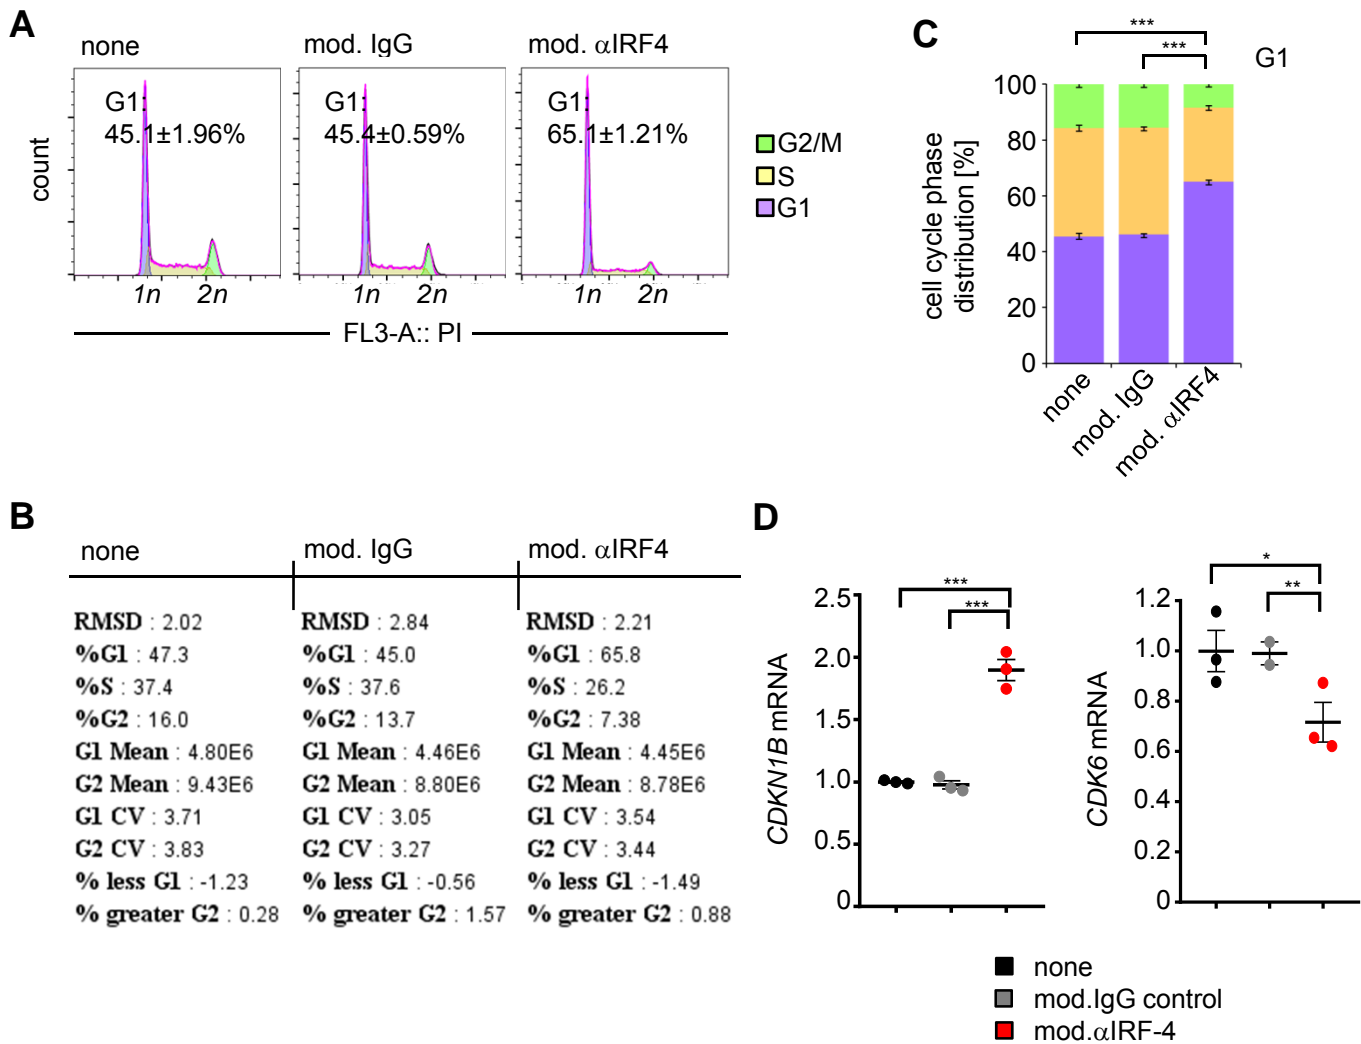 A
none
mod. IgG
mod. αIRF4
G1:
45.1±1.96%
G1:
45.4±0.59%
G1:
65.1±1.21%
count
G2/M
S
G1
1n 2n
1n 2n
1n 2n
FL3-A:: PI
C
***
***
G1
100
80
60
40
20
0
cell cycle phase
distribution [%]
none
mod. IgG
mod. αIRF4
B
none
mod. IgG
mod. αIRF4
RMSD : 2.02
%G1 : 47.3
%S : 37.4
%G2 : 16.0
G1 Mean : 4.80E6
G2 Mean : 9.43E6
G1 CV : 3.71
G2 CV : 3.83
% less G1 : -1.23
% greater G2 : 0.28
RMSD : 2.84
%G1 : 45.0
%S : 37.6
%G2 : 13.7
G1 Mean : 4.46E6
G2 Mean : 8.80E6
G1 CV : 3.05
G2 CV : 3.27
% less G1 : -0.56
% greater G2 : 1.57
RMSD : 2.21
%G1 : 65.8
%S : 26.2
%G2 : 7.38
G1 Mean : 4.45E6
G2 Mean : 8.78E6
G1 CV : 3.54
G2 CV : 3.44
% less G1 : -1.49
% greater G2 : 0.88
D
***
***
2.5
2.0
1.5
1.0
0.5
0
CDKN1B mRNA
*
**
1.2
1.0
0.8
0.6
0.4
0.2
0
CDK6 mRNA
none
mod.IgG control
mod.αIRF-4